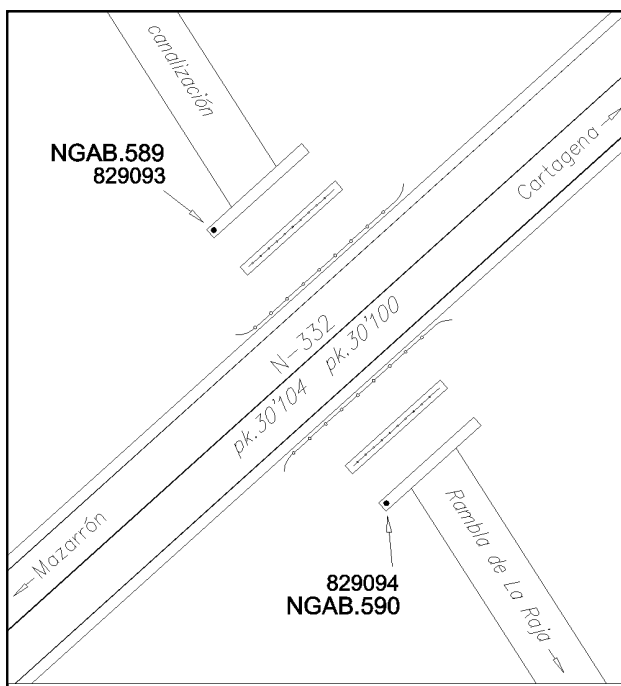 canalización
NGAB.589
829093
Cartagena
N-332
pk.30'104 pk.30'100
Mazarrón
829094
NGAB.590
Rambla de La Raja